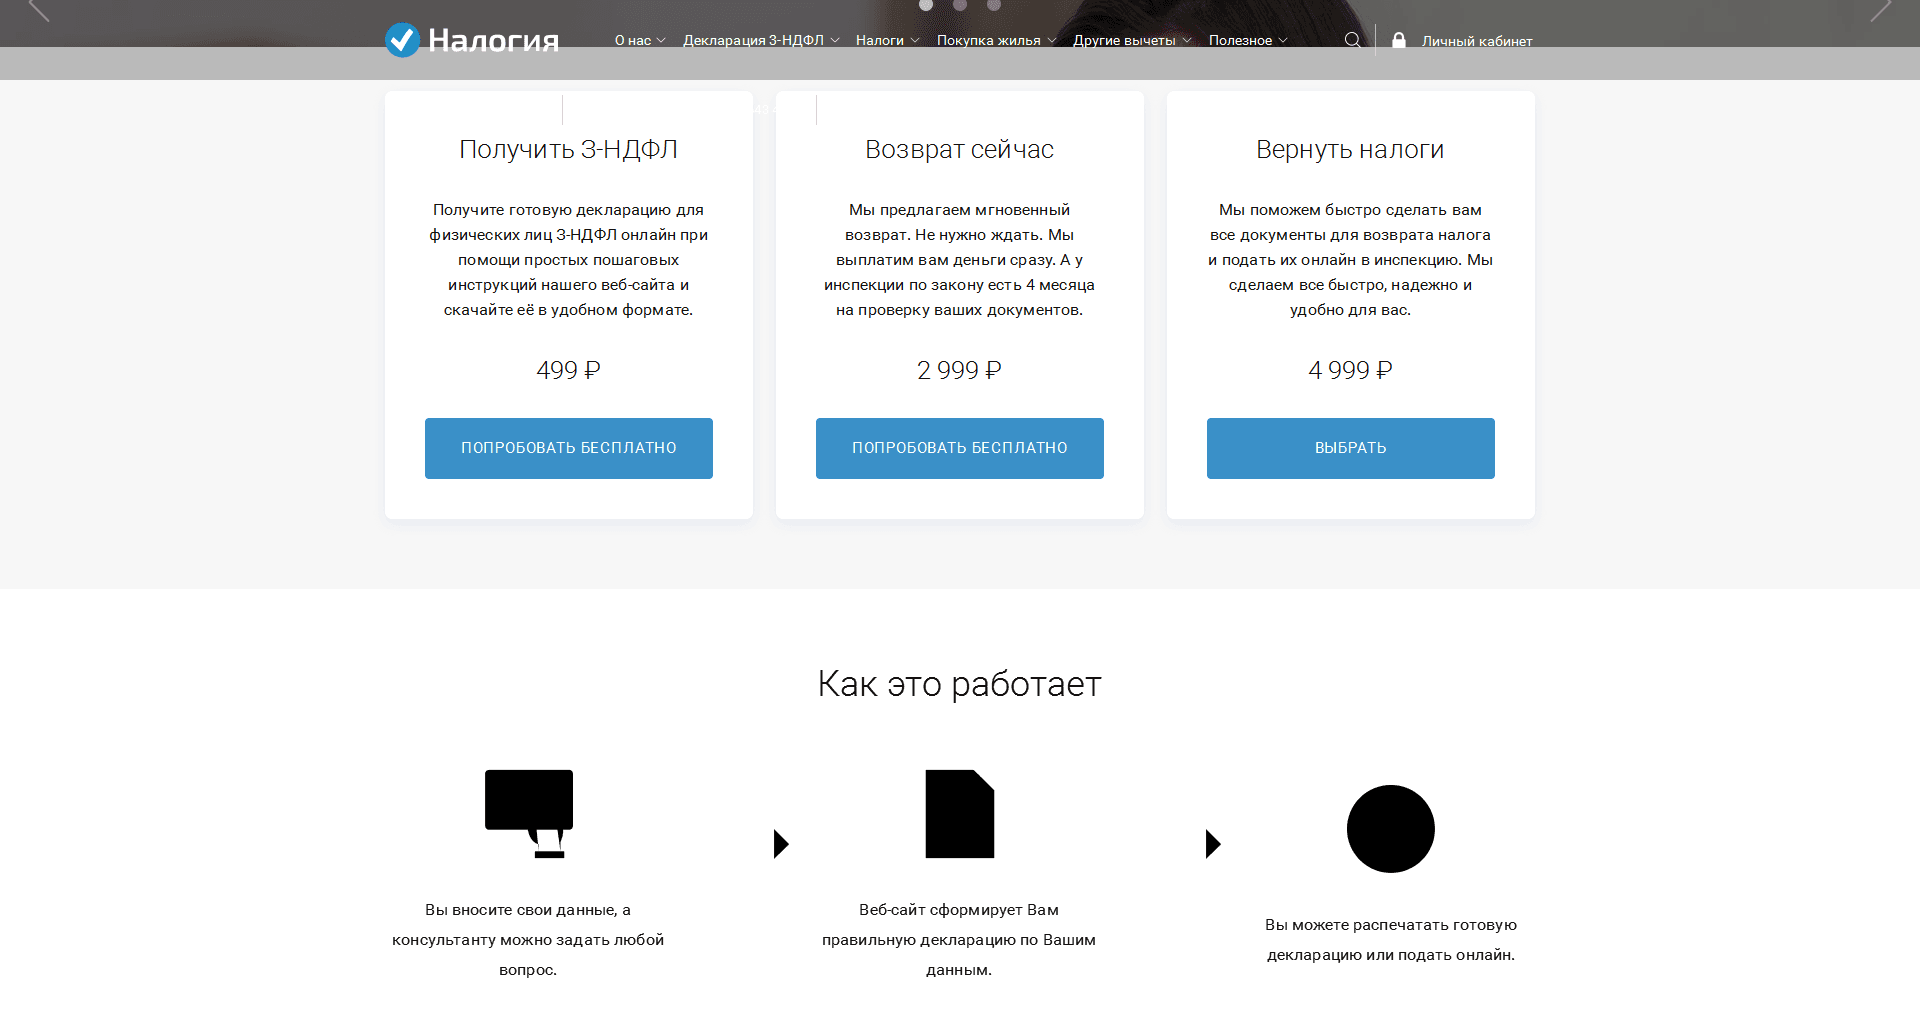 Налогия
О нас
Декларация 3-НДФЛ
Налоги
Покупка жилья
Другие вычеты
Полезное
Личный кабинет
Получить 3-НДФЛ
Получите готовую декларацию для
физических лиц 3-НДФЛ онлайн при
помощи простых пошаговых
инструкций нашего веб-сайта и
скачайте её в удобном формате.
499 ₽
ПОПРОБОВАТЬ БЕСПЛАТНО
Возврат сейчас
Мы предлагаем мгновенный
возврат. Не нужно ждать. Мы
выплатим вам деньги сразу. А у
инспекции по закону есть 4 месяца
на проверку ваших документов.
2 999 ₽
ПОПРОБОВАТЬ БЕСПЛАТНО
Вернуть налоги
Мы поможем быстро сделать вам
все документы для возврата налога
и подать их онлайн в инспекцию. Мы
сделаем все быстро, надежно и
удобно для вас.
4 999 ₽
ВЫБРАТЬ
Как это работает
Вы вносите свои данные, а
консультанту можно задать любой
вопрос.
Веб-сайт сформирует Вам
правильную декларацию по Вашим
данным.
Вы можете распечатать готовую
декларацию или подать онлайн.